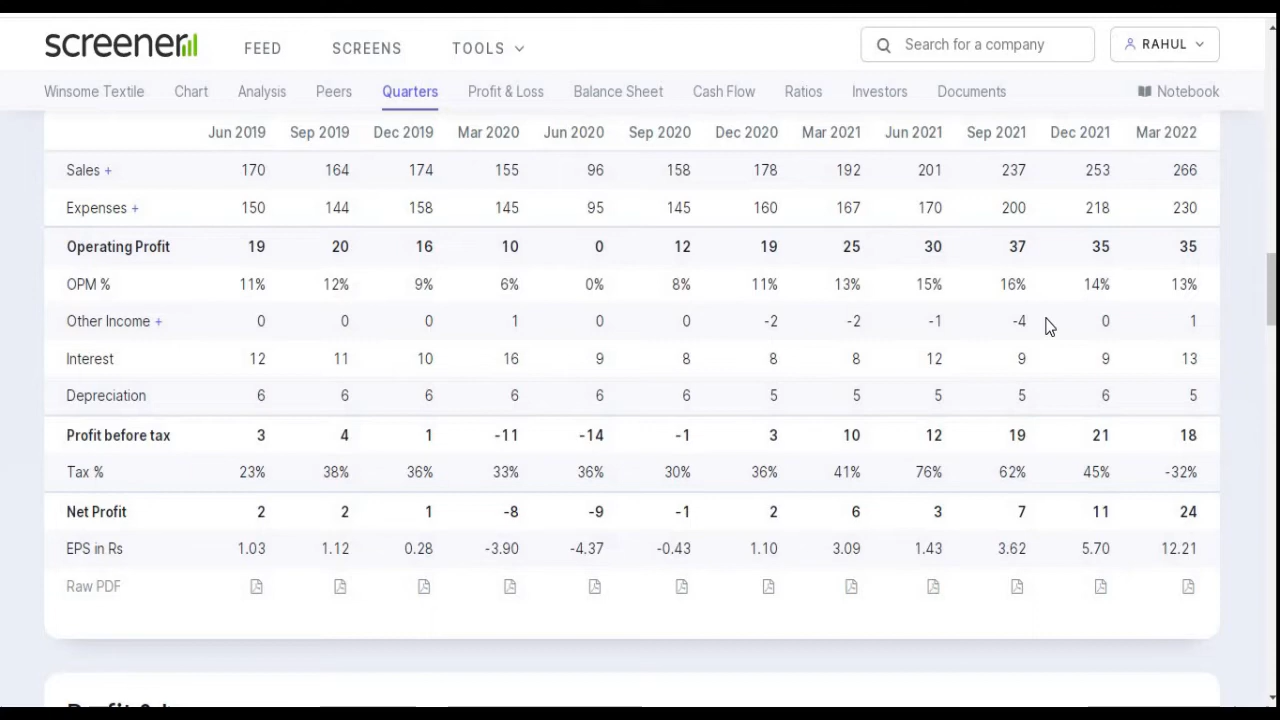 screener FEED SCREENS TOOLS Search for a company RAHUL
Winsome Textile Chart Analysis Peers Quarters Profit & Loss Balance Sheet Cash Flow Ratios Investors Documents Notebook
Jun 2019 Sep 2019 Dec 2019 Mar 2020 Jun 2020 Sep 2020 Dec 2020 Mar 2021 Jun 2021 Sep 2021 Dec 2021 Mar 2022
Sales + 170 164 174 155 96 158 178 192 201 237 253 266
Expenses + 150 144 158 145 95 145 160 167 170 200 218 230
Operating Profit 19 20 16 10 0 12 19 25 30 37 35 35
OPM % 11% 12% 9% 6% 0% 8% 11% 13% 15% 16% 14% 13%
Other Income + 0 0 0 1 0 0 -2 -2 -1 -4 0 1
Interest 12 11 10 16 9 8 8 8 12 9 9 13
Depreciation 6 6 6 6 6 6 5 5 5 5 6 5
Profit before tax 3 4 1 -11 -14 -1 3 10 12 19 21 18
Tax % 23% 38% 36% 33% 36% 30% 36% 41% 76% 62% 45% -32%
Net Profit 2 2 1 -8 -9 -1 2 6 3 7 11 24
EPS in Rs 1.03 1.12 0.28 -3.90 -4.37 -0.43 1.10 3.09 1.43 3.62 5.70 12.21
Raw PDF